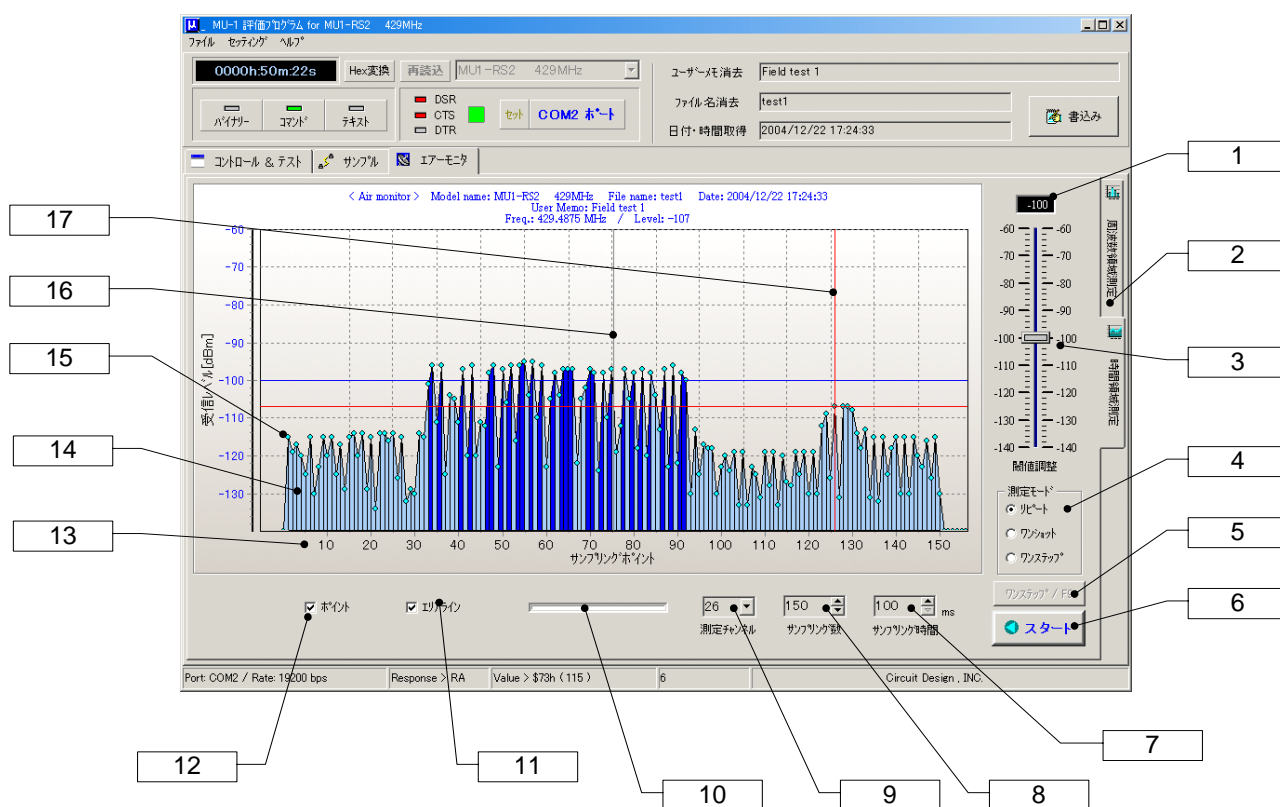 MU-1 評価プログラム for MU1-RS2 429MHz
ファイル セッティング ヘルプ
0000h:50m:22s Hex変換 再読込 MU1-RS2 429MHz
バイナリー コマンド テキスト
DSR
CTS
DTR
セット COM2 ポート
ユーザーメモ消去 Field test 1
ファイル名消去 test1
日付・時間取得 2004/12/22 17:24:33
書込み
コントロール & テスト サンプル エアーモニタ
< Air monitor > Model name: MU1-RS2 429MHz File name: test1 Date: 2004/12/22 17:24:33
User Memo: Field test 1
Freq.: 429.4875 MHz / Level: -107
受信レベル[dBm]
-60
-70
-80
-90
-100
-110
-120
-130
10 20 30 40 50 60 70 80 90 100 110 120 130 140 150
サンプリングポイント
-100
-60 -60
-70 -70
-80 -80
-90 -90
-100 -100
-110 -110
-120 -120
-130 -130
-140 -140
閾値調整
周波数領域測定
時間領域測定
測定モード
リピート
ワンショット
ワンステップ
ワンステップ / F9
スタート
ポイント
エリアライン
26
測定チャンネル
150
サンプリング数
100 ms
サンプリング時間
Port: COM2 / Rate: 19200 bps Response > RA Value > $73h ( 115 ) 6 Circuit Design , INC.
1
2
3
4
5
6
7
8
9
10
11
12
13
14
15
16
17